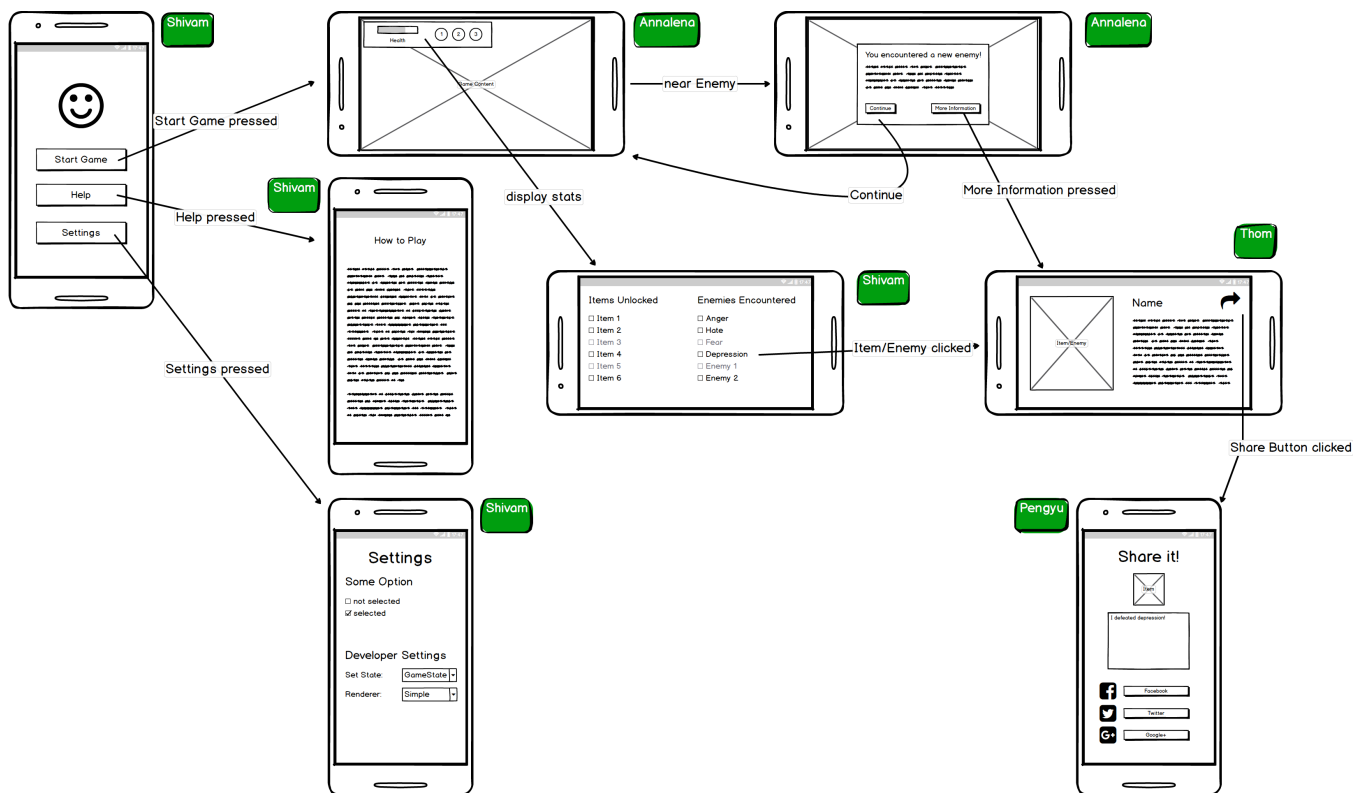 Shivam
Start Game
Help
Settings
Start Game pressed
Help pressed
Settings pressed
Annalena
Health
1 2 3
Game Content
near Enemy
display stats
Annalena
You encountered a new enemy!
Continue
More Information
Continue
More Information pressed
Shivam
How to Play
Shivam
Items Unlocked
Item 1
Item 2
Item 3
Item 4
Item 5
Item 6
Enemies Encountered
Anger
Hate
Fear
Depression
Enemy 1
Enemy 2
Item/Enemy clicked
Thom
Item/Enemy
Name
Share Button clicked
Shivam
Settings
Some Option
not selected
selected
Developer Settings
Set State: GameState
Renderer: Simple
Pengyu
Share it!
Item
I defeated depression!
Facebook
Twitter
Google+